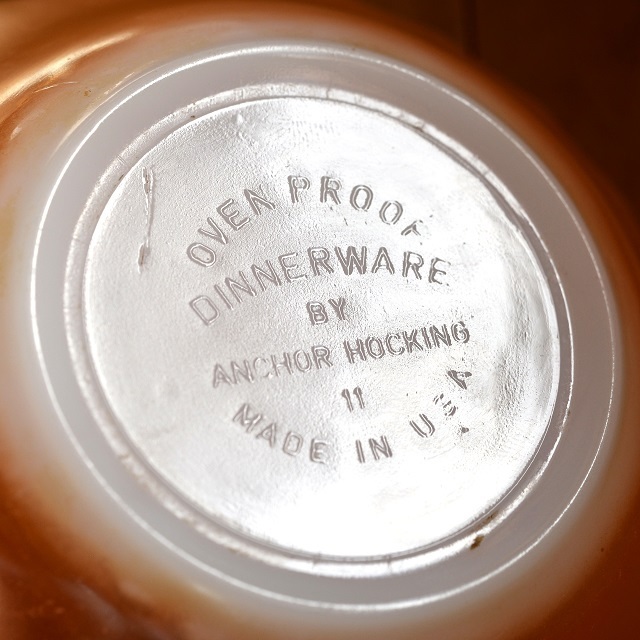 OVEN PROOF
DINNERWARE
BY
ANCHOR HOCKING
11
MADE IN U.S.A.